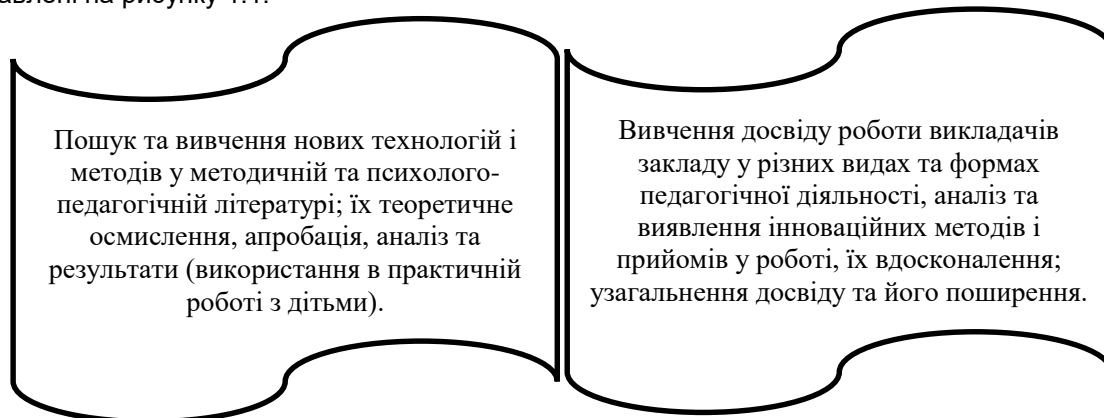 Пошук та вивчення нових технологій і
методів у методичній та психолого-
педагогічній літературі; їх теоретичне
осмислення, апробація, аналіз та
результати (використання в практичній
роботі з дітьми).
Вивчення досвіду роботи викладачів
закладу у різних видах та формах
педагогічної діяльності, аналіз та
виявлення інноваційних методів і
прийомів у роботі, їх вдосконалення;
узагальнення досвіду та його поширення.